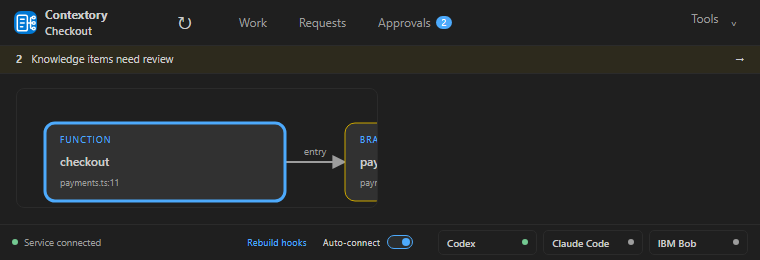 Contextory
Checkout
Work
Requests
Approvals 2
Tools
2 Knowledge items need review →
FUNCTION
checkout
payments.ts:11
entry
BRA
pay
payn
Service connected
Rebuild hooks
Auto-connect
Codex
Claude Code
IBM Bob